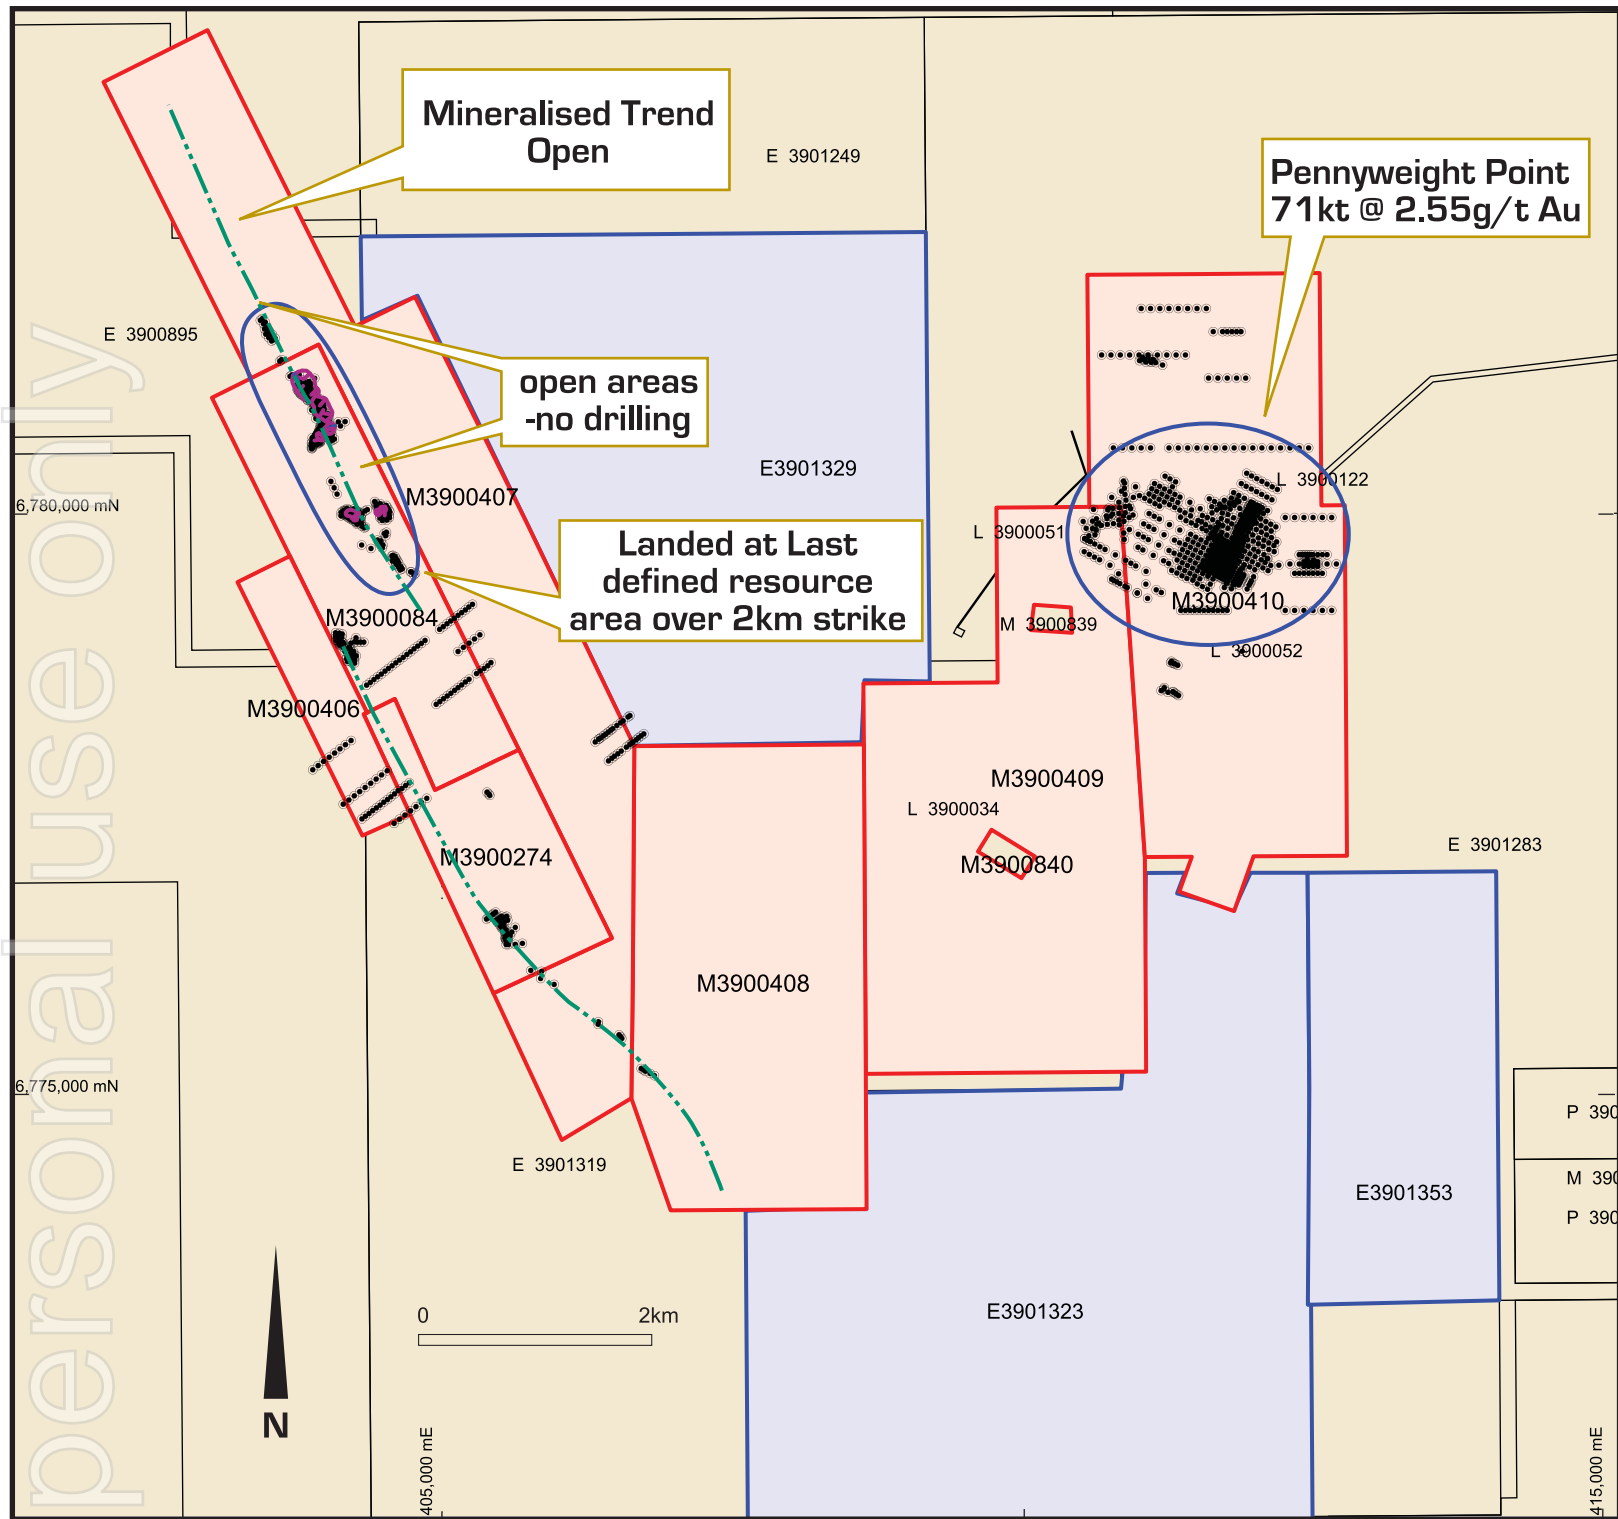 Mineralised Trend
Open
E 3901249
Pennyweight Point
71kt @ 2.55g/t Au
E 3900895
open areas
-no drilling
E3901329
L 3900122
M3900407
6,780,000 mN
L 3900051
Landed at Last
defined resource
area over 2km strike
M3900410
M3900084
M 3900839
L 3900052
M3900406
M3900409
L 3900034
E 3901283
M3900274
M3900840
M3900408
6,775,000 mN
P 390
E 3901319
M 390
E3901353
P 390
E3901323
0 2km
N
405,000 mE
415,000 mE
personal use only